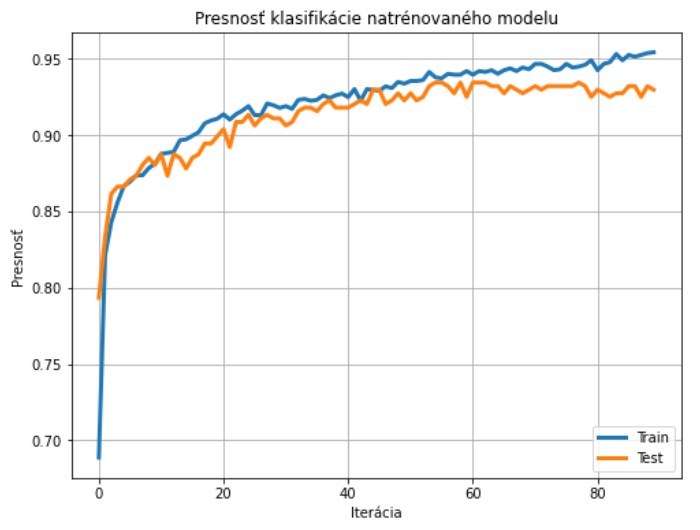 Presnosť klasifikácie natrénovaného modelu
Presnosť
0.95
0.90
0.85
0.80
0.75
0.70
0 20 40 60 80
Iterácia
Train
Test